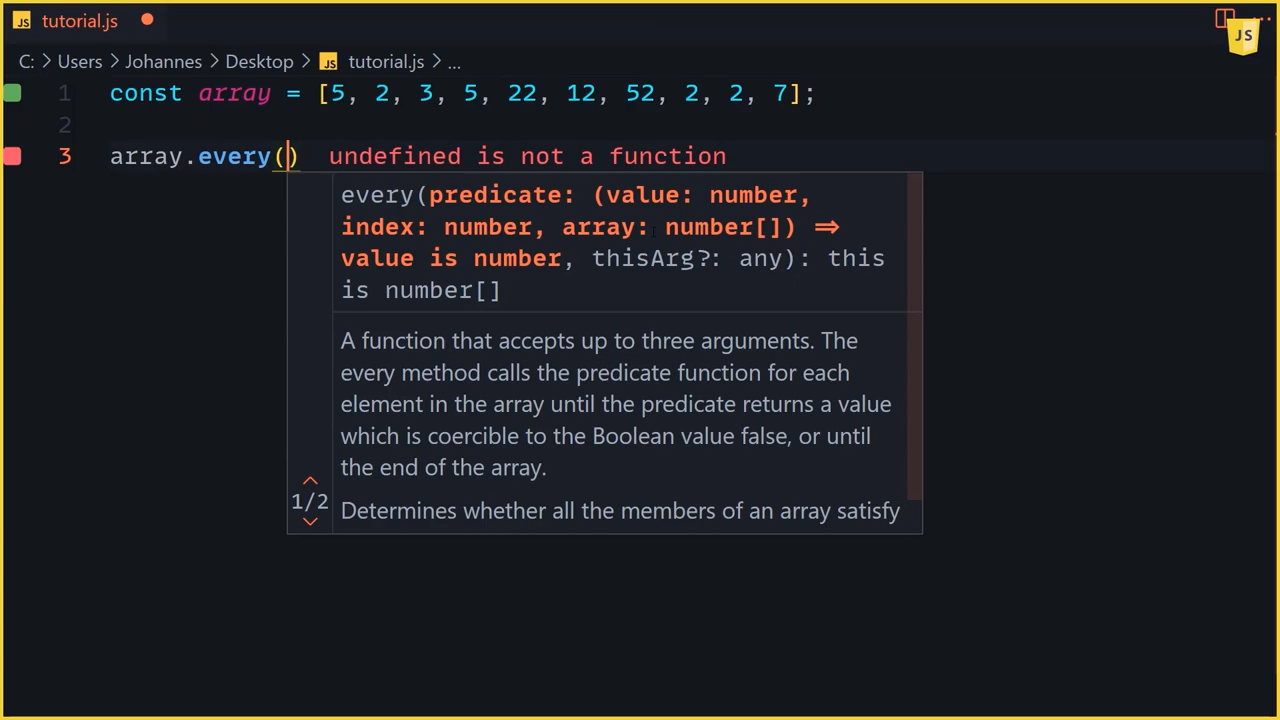 JS tutorial.js
JS
C: > Users > Johannes > Desktop > JS tutorial.js > ...
1 const array = [5, 2, 3, 5, 22, 12, 52, 2, 2, 7];
2
3 array.every() undefined is not a function
every(predicate: (value: number,
index: number, array: number[]) ⇒
value is number, thisArg?: any): this
is number[]
A function that accepts up to three arguments. The
every method calls the predicate function for each
element in the array until the predicate returns a value
which is coercible to the Boolean value false, or until
the end of the array.
1/2
Determines whether all the members of an array satisfy